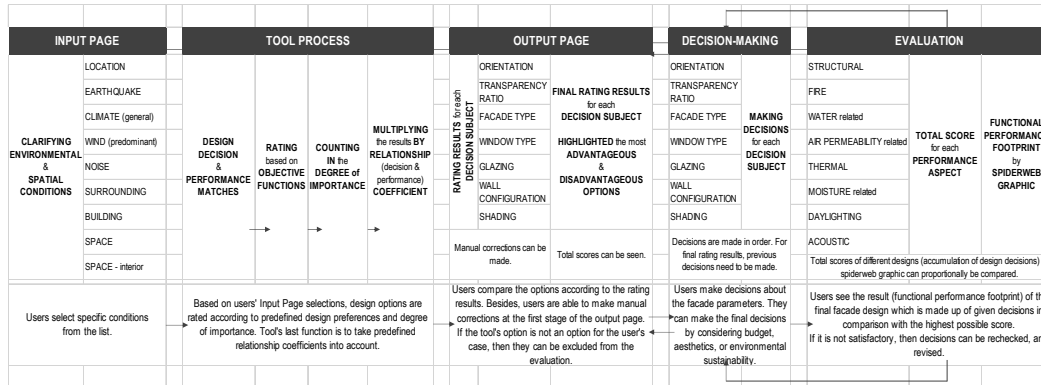 INPUT PAGE
TOOL PROCESS
OUTPUT PAGE
DECISION-MAKING
EVALUATION
CLARIFYING
ENVIRONMENTAL
&
SPATIAL
CONDITIONS
LOCATION
EARTHQUAKE
CLIMATE (general)
WIND (predominant)
NOISE
SURROUNDING
BUILDING
SPACE
SPACE - interior
DESIGN
DECISION
&
PERFORMANCE
MATCHES
RATING
based on
OBJECTIVE
FUNCTIONS
COUNTING
IN the
DEGREE of
IMPORTANCE
MULTIPLYING
the results BY
RELATIONSHIP
(decision &
performance)
COEFFICIENT
RATING RESULTS for each
DECISION SUBJECT
ORIENTATION
TRANSPARENCY
RATIO
FACADE TYPE
WINDOW TYPE
GLAZING
WALL
CONFIGURATION
SHADING
FINAL RATING RESULTS
for each
DECISION SUBJECT
HIGHLIGHTED the most
ADVANTAGEOUS
&
DISADVANTAGEOUS
OPTIONS
Manual corrections can be
made.
Total scores can be seen.
ORIENTATION
TRANSPARENCY
RATIO
FACADE TYPE
WINDOW TYPE
GLAZING
WALL
CONFIGURATION
SHADING
MAKING
DECISIONS
for each
DECISION
SUBJECT
Decisions are made in order. For
final rating results, previous
decisions need to be made.
STRUCTURAL
FIRE
WATER related
AIR PERMEABILITY related
THERMAL
MOISTURE related
DAYLIGHTING
ACOUSTIC
TOTAL SCORE
for each
PERFORMANCE
ASPECT
FUNCTIONAL
PERFORMANC
FOOTPRINT
by
SPIDERWEB
GRAPHIC
Total scores of different designs (accumulation of design decisions)
spiderweb graphic can proportionally be compared.
Users select specific conditions
from the list.
Based on users' Input Page selections, design options are
rated according to predefined design preferences and degree
of importance. Tool's last function is to take predefined
relationship coefficients into account.
Users compare the options according to the rating
results. Besides, users are able to make manual
corrections at the first stage of the output page.
If the tool's option is not an option for the user's
case, then they can be excluded from the
evaluation.
Users make decisions about
the facade parameters. They
can make the final decisions
by considering budget,
aesthetics, or environmental
sustainability.
Users see the result (functional performance footprint) of th
final facade design which is made up of given decisions in
comparison with the highest possible score.
If it is not satisfactory, then decisions can be rechecked, an
revised.